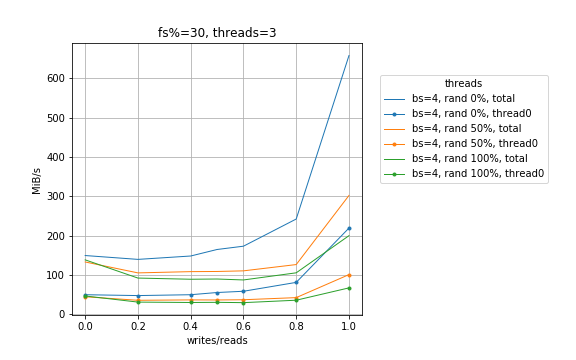 fs%=30, threads=3
MiB/s
600
500
400
300
200
100
0
0.0 0.2 0.4 0.6 0.8 1.0
writes/reads
threads
bs=4, rand 0%, total
bs=4, rand 0%, thread0
bs=4, rand 50%, total
bs=4, rand 50%, thread0
bs=4, rand 100%, total
bs=4, rand 100%, thread0